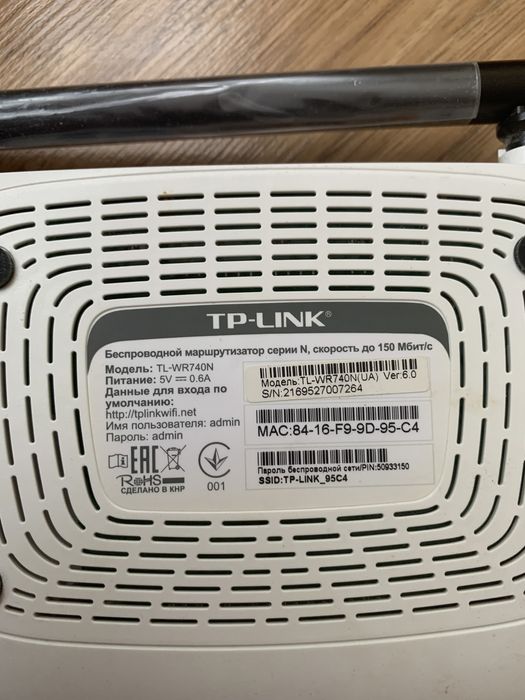 TP-LINK®
Беспроводной маршрутизатор серии N, скорость до 150 Мбит/с
Модель: TL-WR740N
Питание: 5V ⎓ 0.6A
Данные для входа по
умолчанию:
http://tplinkwifi.net
Имя пользователя: admin
Пароль: admin
EAC
RoHS
СДЕЛАНО В КНР
001
Модель:TL-WR740N(UA) Ver:6.0
S/N:2169527007264
MAC:84-16-F9-9D-95-C4
Пароль беспроводной сети/PIN:50933150
SSID:TP-LINK_95C4